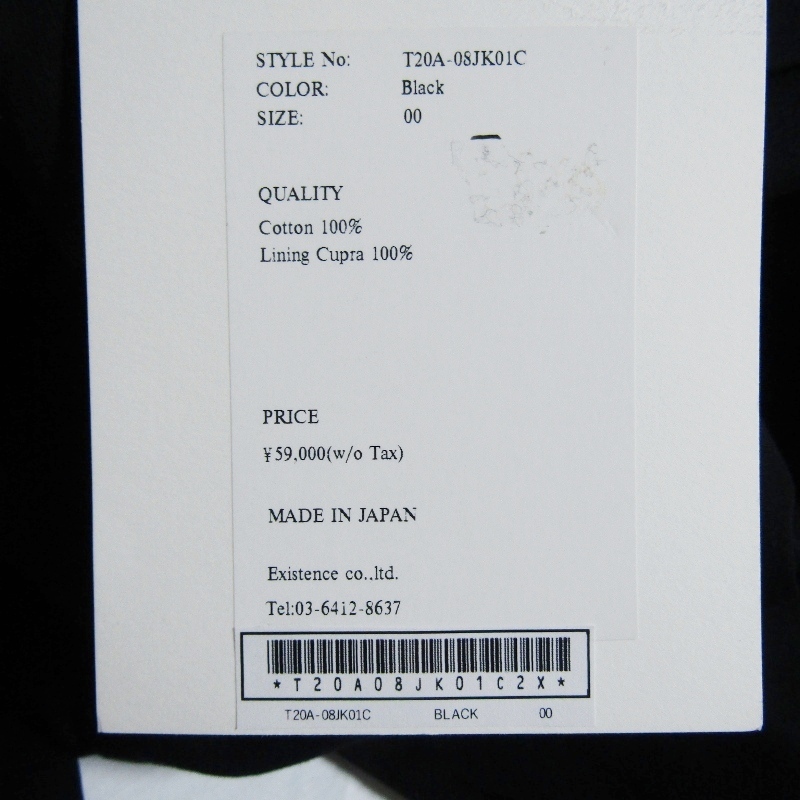 STYLE No: T20A-08JK01C
COLOR: Black
SIZE: 00
QUALITY
Cotton 100%
Lining Cupra 100%
PRICE
¥59,000(w/o Tax)
MADE IN JAPAN
Existence co.,ltd.
Tel:03-6412-8637
*T20A08JK01C2X*
T20A-08JK01C BLACK 00